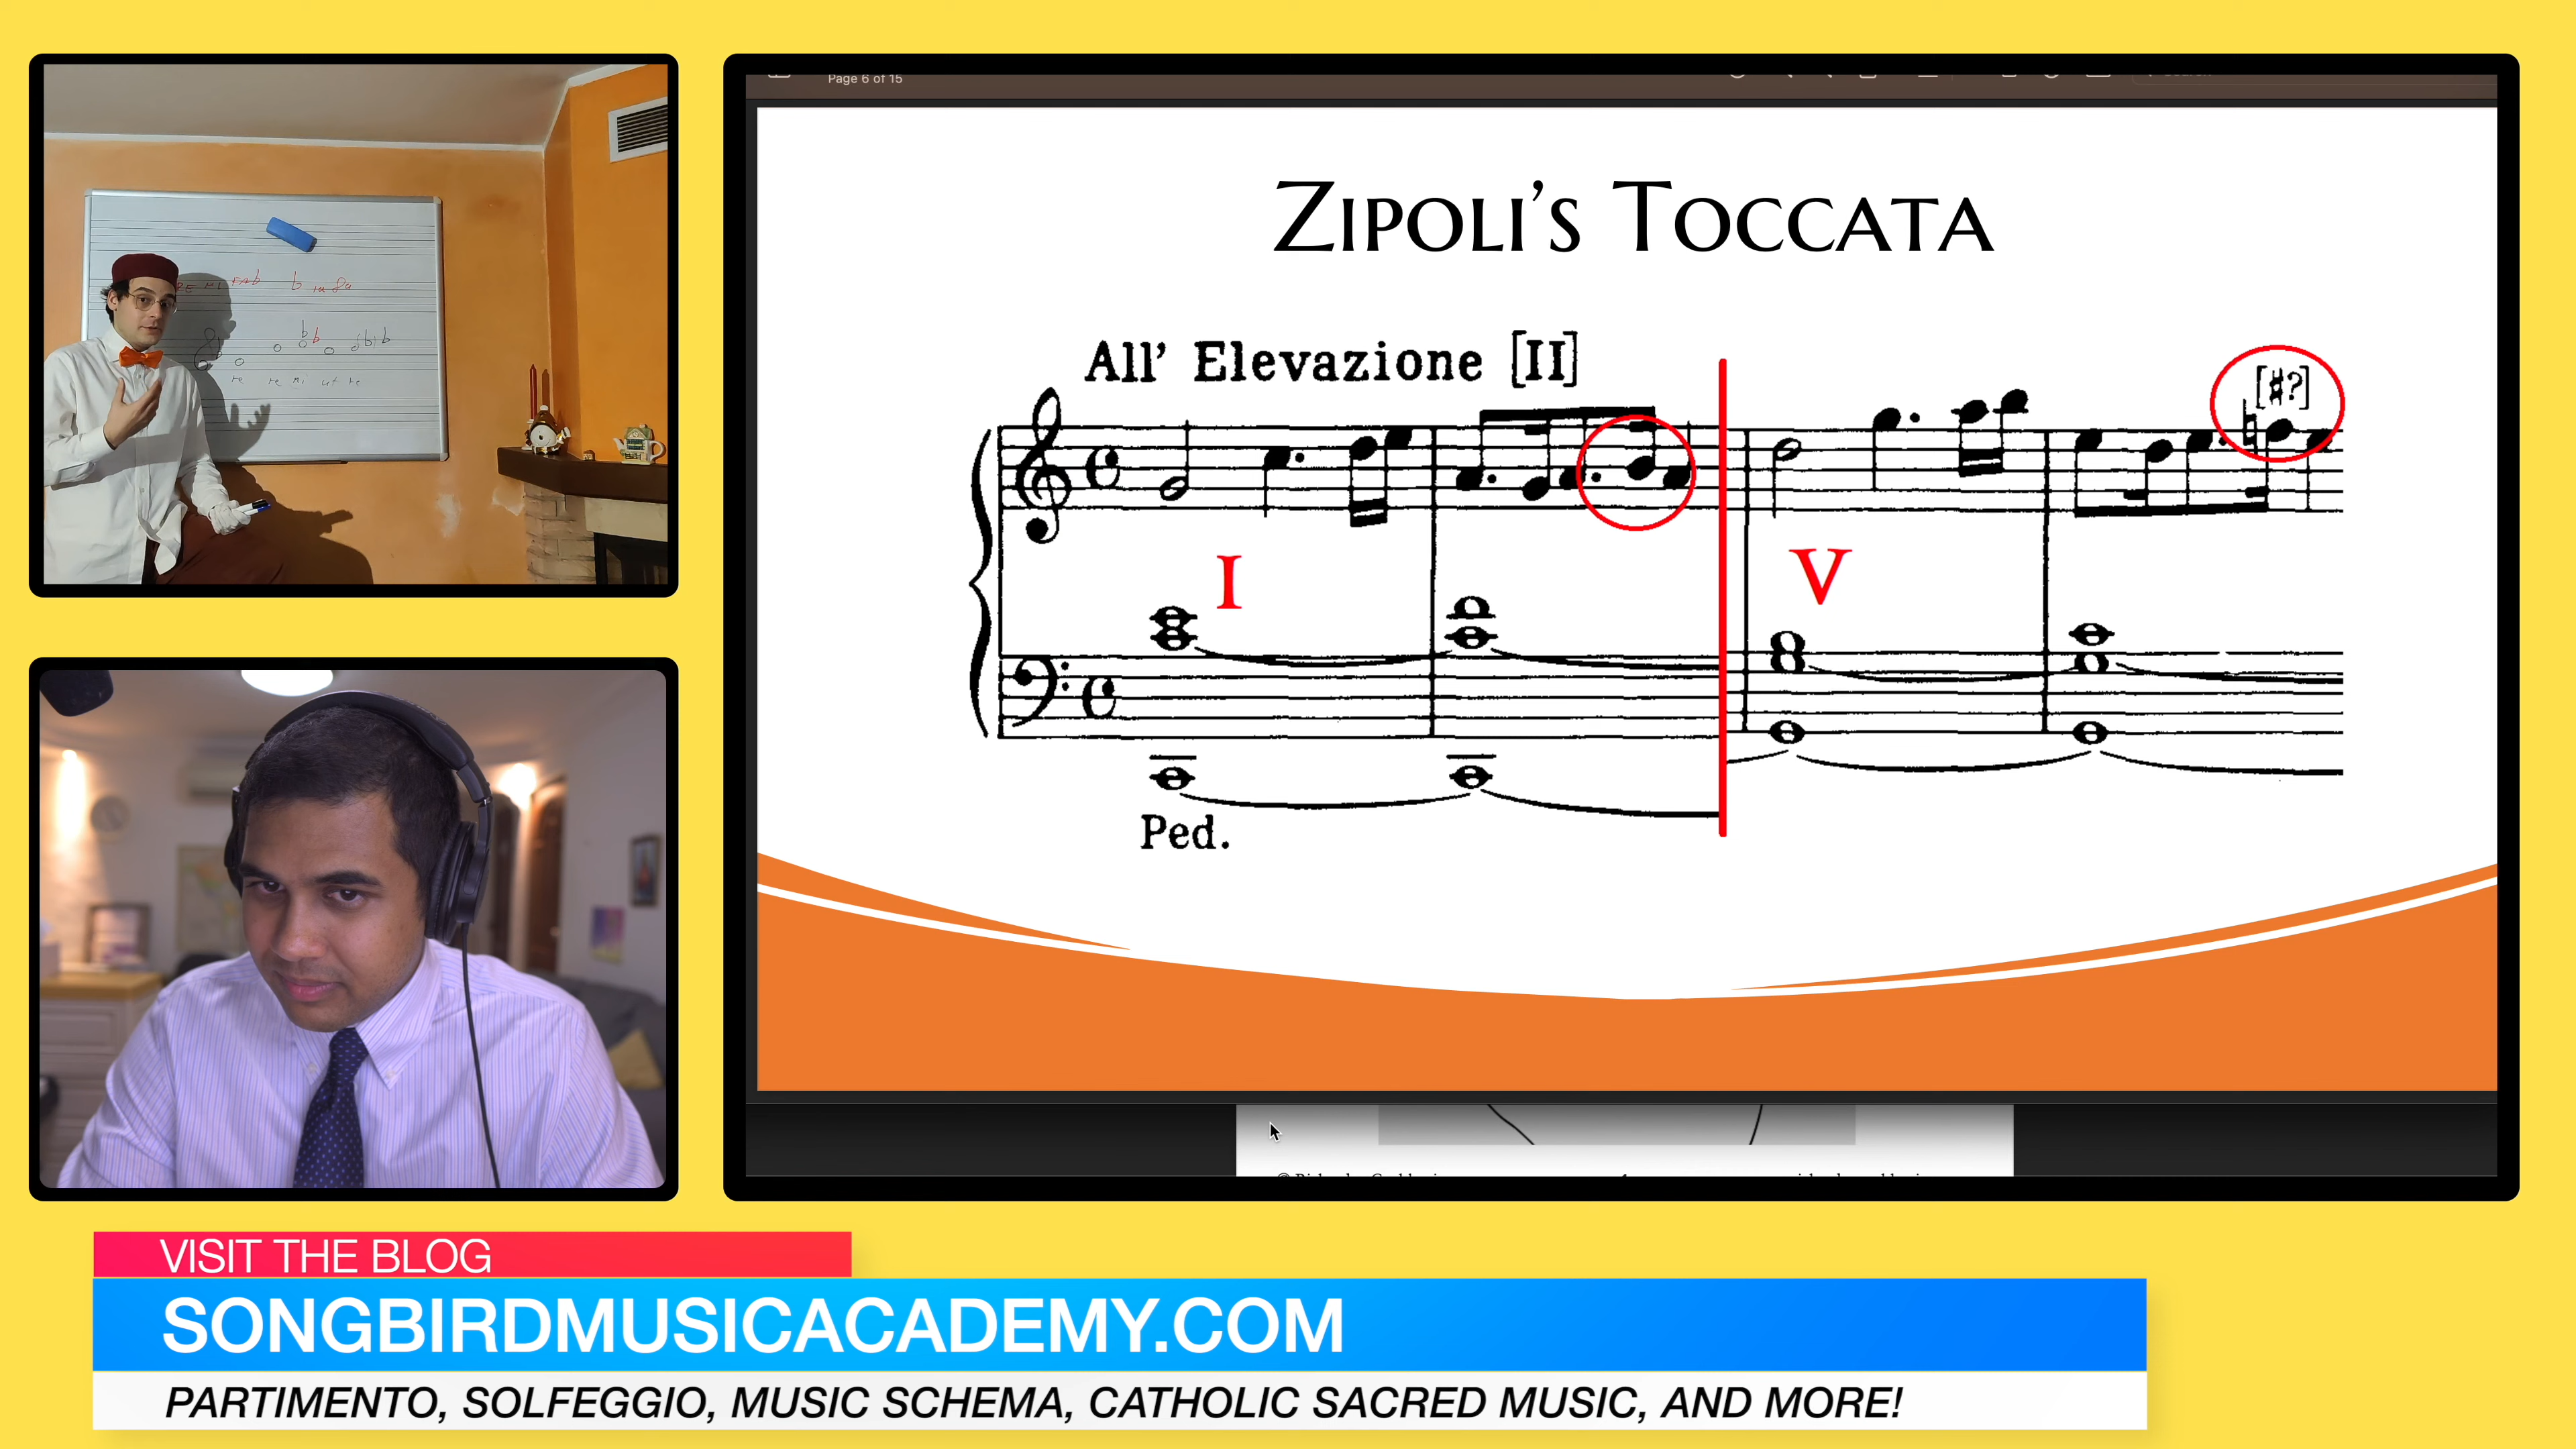 Page 6 of 15
ZIPOLI'S TOCCATA
All' Elevazione [II]
[#?]
I
V
Ped.
VISIT THE BLOG
SONGBIRDMUSICACADEMY.COM
PARTIMENTO, SOLFEGGIO, MUSIC SCHEMA, CATHOLIC SACRED MUSIC, AND MORE!